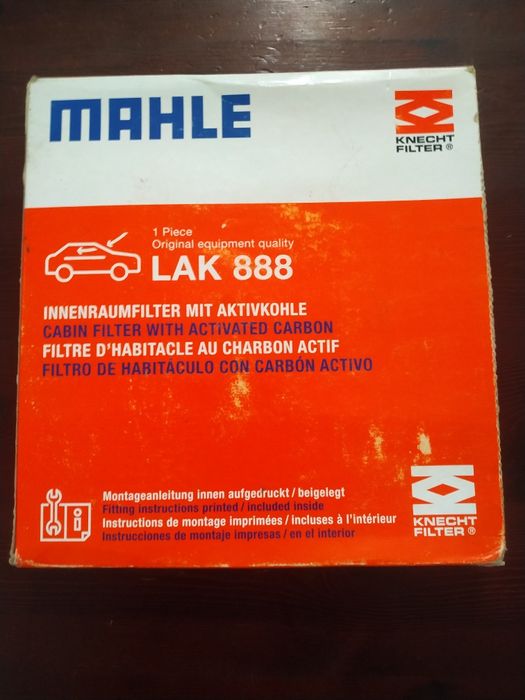 MAHLE
KNECHT
FILTER®
1 Piece
Original equipment quality
LAK 888
INNENRAUMFILTER MIT AKTIVKOHLE
CABIN FILTER WITH ACTIVATED CARBON
FILTRE D'HABITACLE AU CHARBON ACTIF
FILTRO DE HABITÁCULO CON CARBÓN ACTIVO
Montageanleitung innen aufgedruckt / beigelegt
Fitting instructions printed / included inside
Instructions de montage imprimées / incluses à l'intérieur
Instrucciones de montaje impresas / en el interior
i
KNECHT
FILTER®